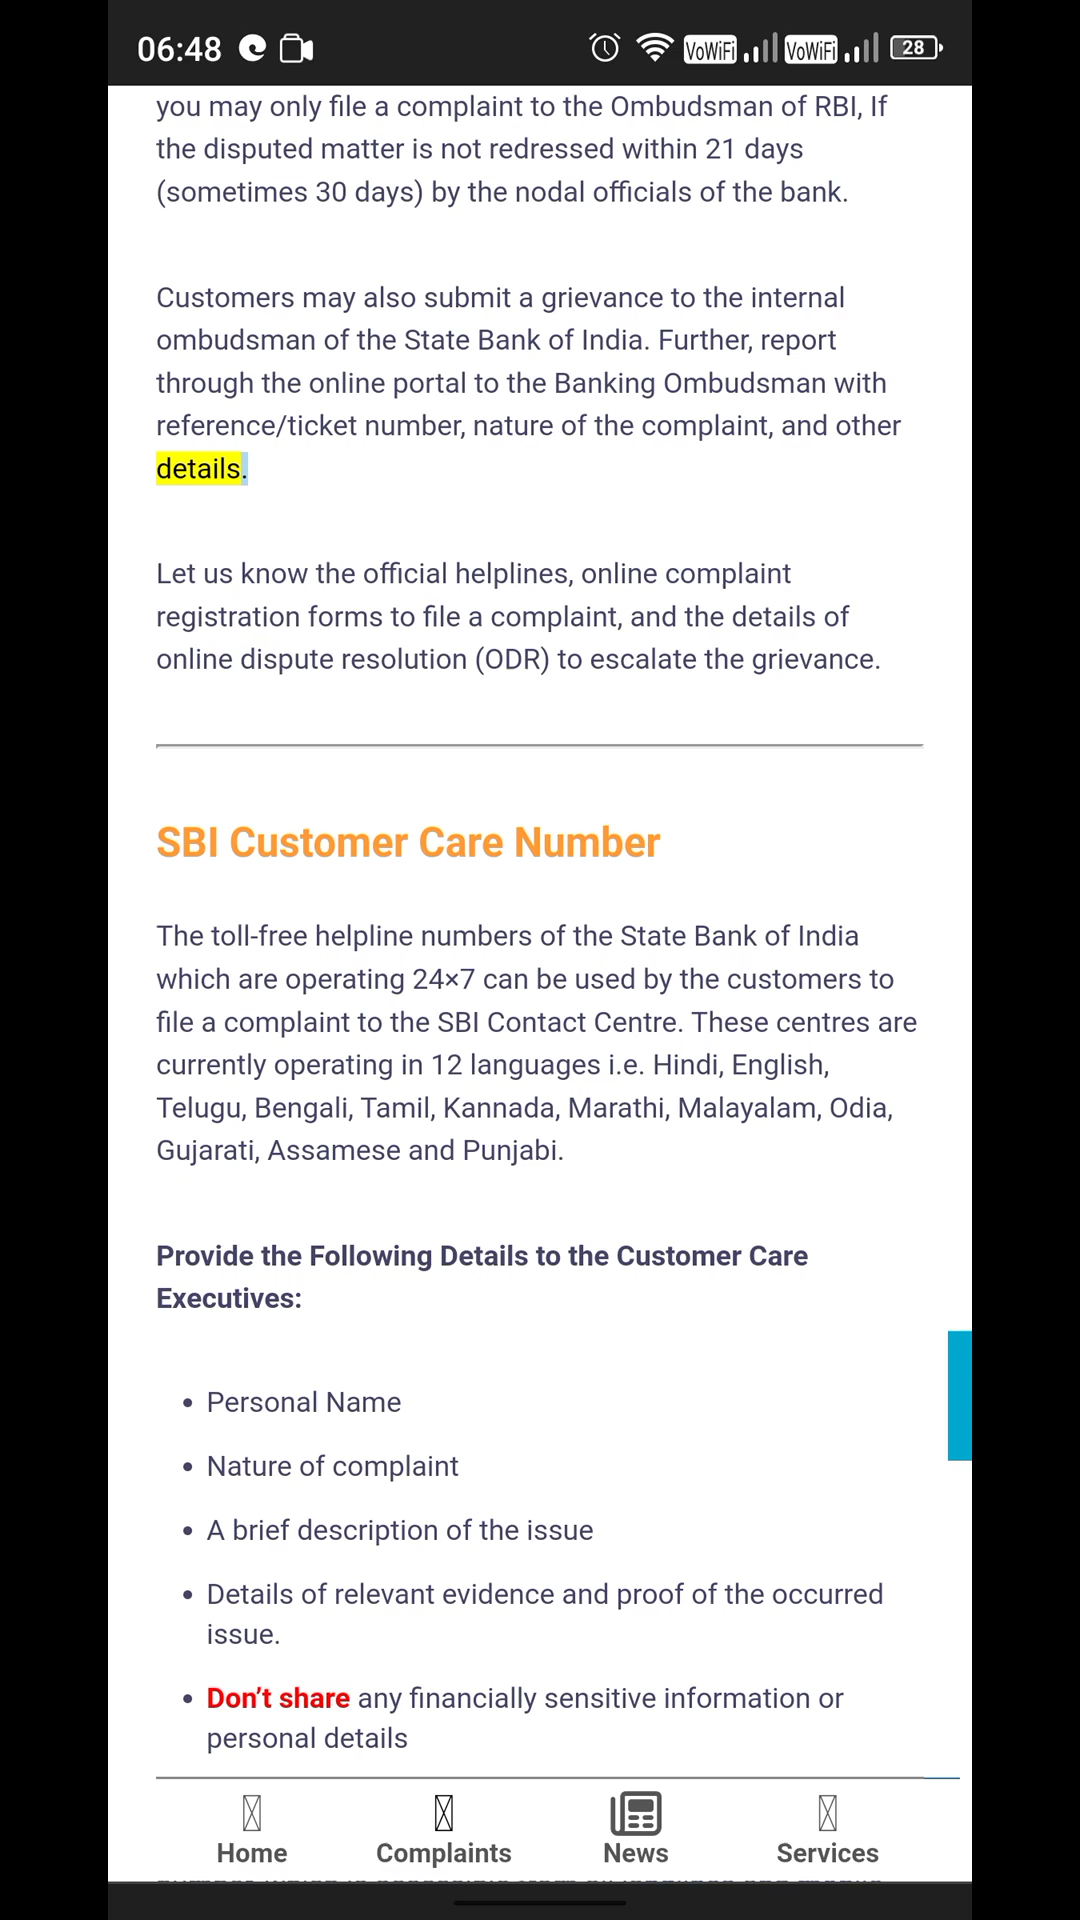 06:48
VoWiFi
VoWiFi
28
you may only file a complaint to the Ombudsman of RBI, If
the disputed matter is not redressed within 21 days
(sometimes 30 days) by the nodal officials of the bank.
Customers may also submit a grievance to the internal
ombudsman of the State Bank of India. Further, report
through the online portal to the Banking Ombudsman with
reference/ticket number, nature of the complaint, and other
details.
Let us know the official helplines, online complaint
registration forms to file a complaint, and the details of
online dispute resolution (ODR) to escalate the grievance.
SBI Customer Care Number
The toll-free helpline numbers of the State Bank of India
which are operating 24×7 can be used by the customers to
file a complaint to the SBI Contact Centre. These centres are
currently operating in 12 languages i.e. Hindi, English,
Telugu, Bengali, Tamil, Kannada, Marathi, Malayalam, Odia,
Gujarati, Assamese and Punjabi.
Provide the Following Details to the Customer Care
Executives:
• Personal Name
• Nature of complaint
• A brief description of the issue
• Details of relevant evidence and proof of the occurred
issue.
• Don’t share any financially sensitive information or
personal details
Home
Complaints
News
Services